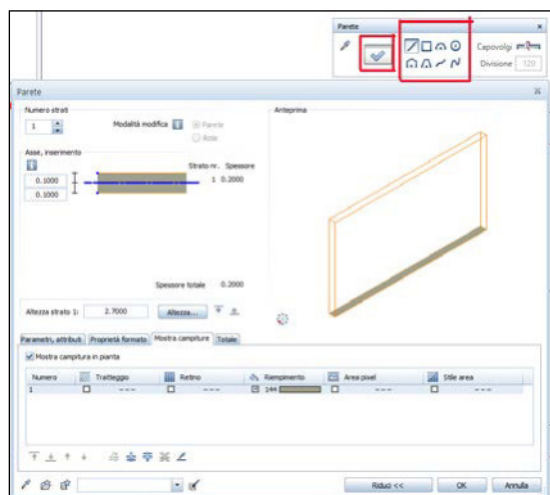 Parete
Capovolgi
Divisione 120
Parete
Numero strati
1
Modalità modifica
Parete
Rete
Anteprima
Asse, inserimento
Strato nr. Spessore
0.1000
1 0.2000
0.1000
Spessore totale 0.2000
Altezza strato 1: 2.7000 Altezza...
Parametri, attributi Proprietà formato Mostra campiture Totale
Mostra campitura in pianta
Numero Tratteggio Retino Riempimento Area pixel Stile area
1 --- --- 144 --- ---
Riduci << OK Annulla